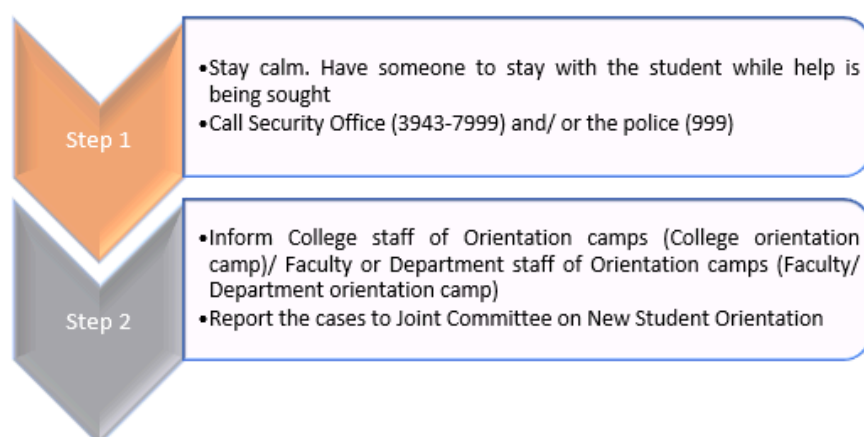 Step 1
•Stay calm. Have someone to stay with the student while help is
being sought
•Call Security Office (3943-7999) and/ or the police (999)
Step 2
•Inform College staff of Orientation camps (College orientation
camp)/ Faculty or Department staff of Orientation camps (Faculty/
Department orientation camp)
•Report the cases to Joint Committee on New Student Orientation